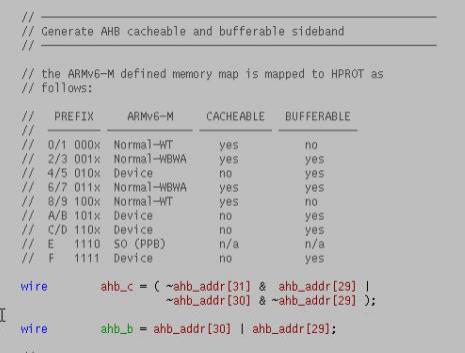 // ─────────────────────────────
// Generate AHB cacheable and bufferable sideband
// ─────────────────────────────
// the ARMv6-M defined memory map is mapped to HPROT as
// follows:
// PREFIX ARMv6-M CACHEABLE BUFFERABLE
// ────── ─────── ───────── ──────────
// 0/1 000x Normal-WT yes no
// 2/3 001x Normal-WBWA yes yes
// 4/5 010x Device no yes
// 6/7 011x Normal-WBWA yes yes
// 8/9 100x Normal-WT yes no
// A/B 101x Device no yes
// C/D 110x Device no yes
// E 1110 SO (PPB) n/a n/a
// F 1111 Device no yes
wire ahb_c = ( ~ahb_addr[31] & ahb_addr[29] |
~ahb_addr[30] & ~ahb_addr[29] );
wire ahb_b = ahb_addr[30] | ahb_addr[29];